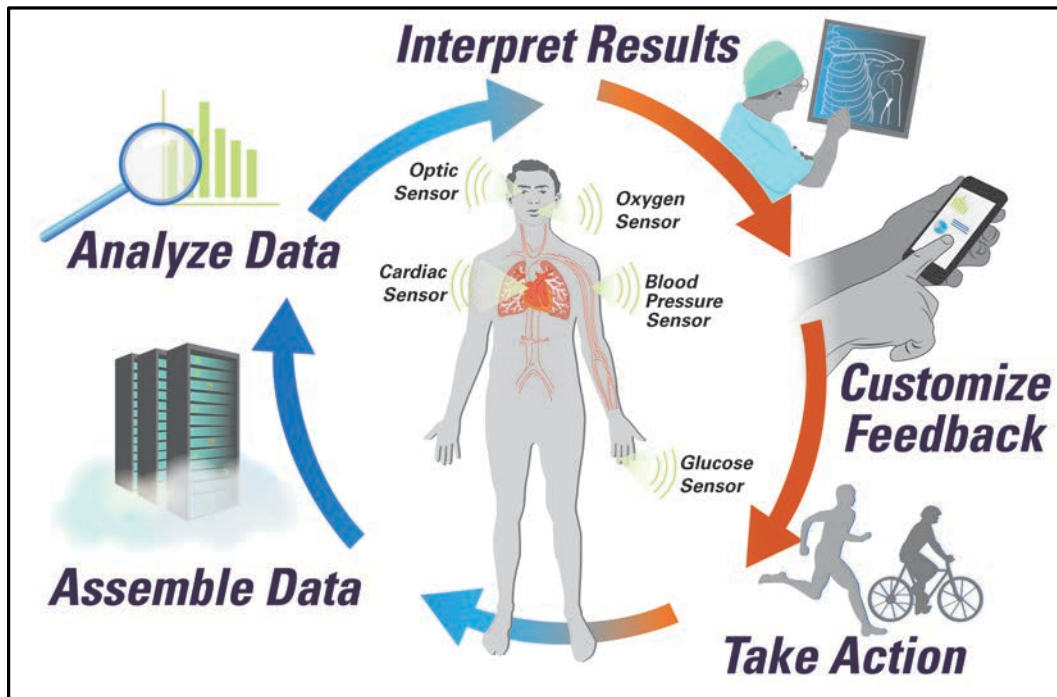 Interpret Results
Optic
Sensor
Oxygen
Sensor
Analyze Data
Cardiac
Sensor
Blood
Pressure
Sensor
Customize
Feedback
Glucose
Sensor
Assemble Data
Take Action